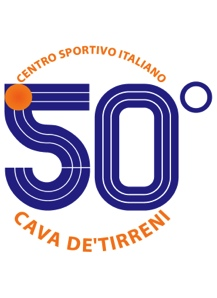 CENTRO SPORTIVO ITALIANO
50°
CAVA DE'TIRRENI